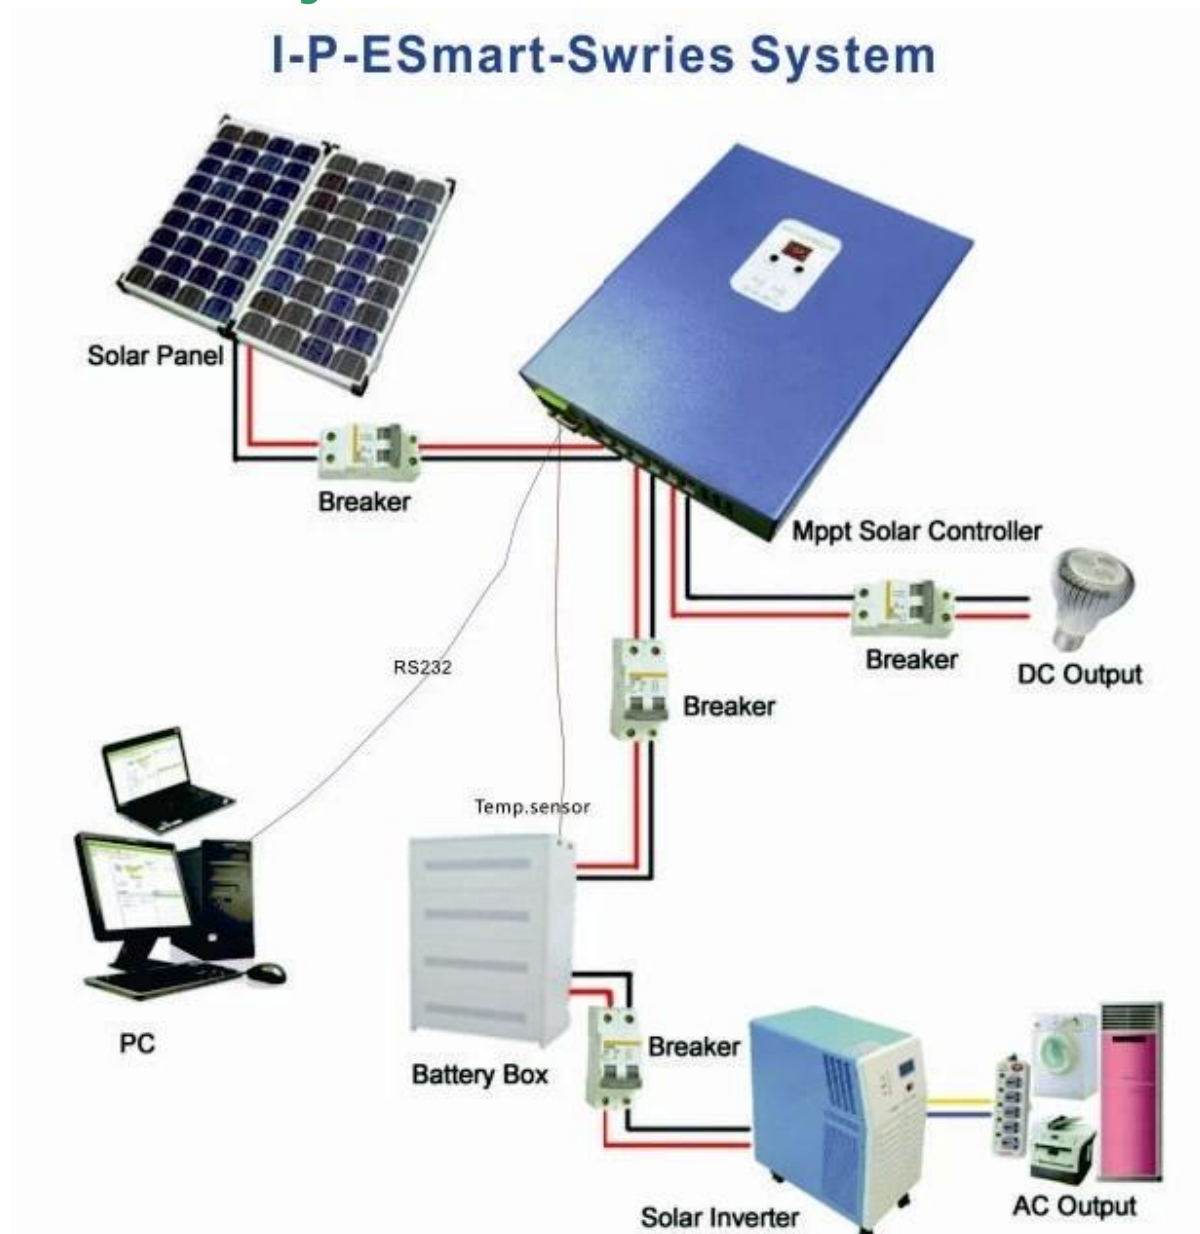 I-P-ESmart-Swries System
Solar Panel
Breaker
Mppt Solar Controller
Breaker
DC Output
RS232
Breaker
Temp.sensor
PC
Battery Box
Breaker
Solar Inverter
AC Output